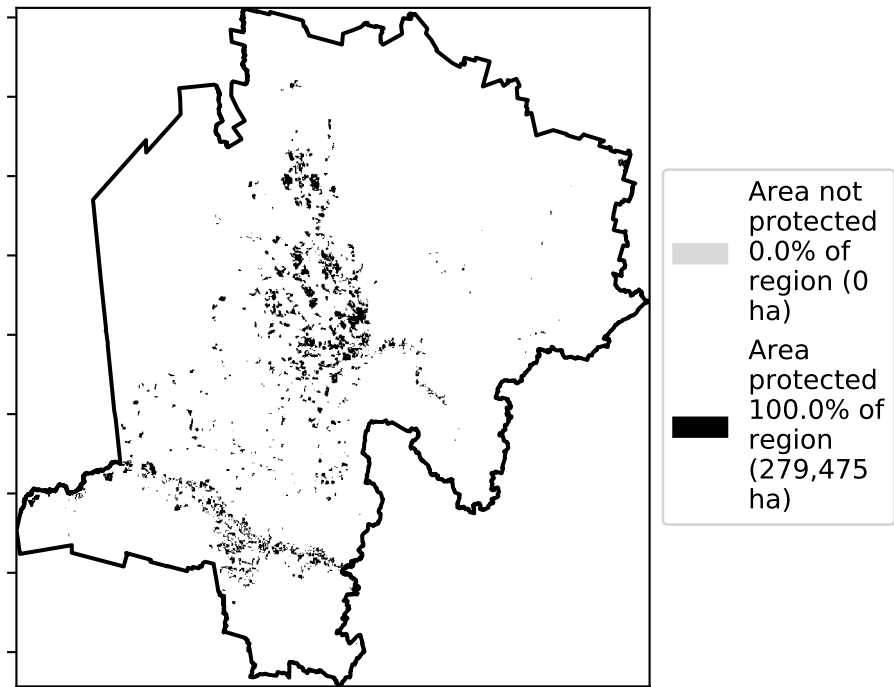 Area not
protected
0.0% of
region (0
ha)
Area
protected
100.0% of
region
(279,475
ha)